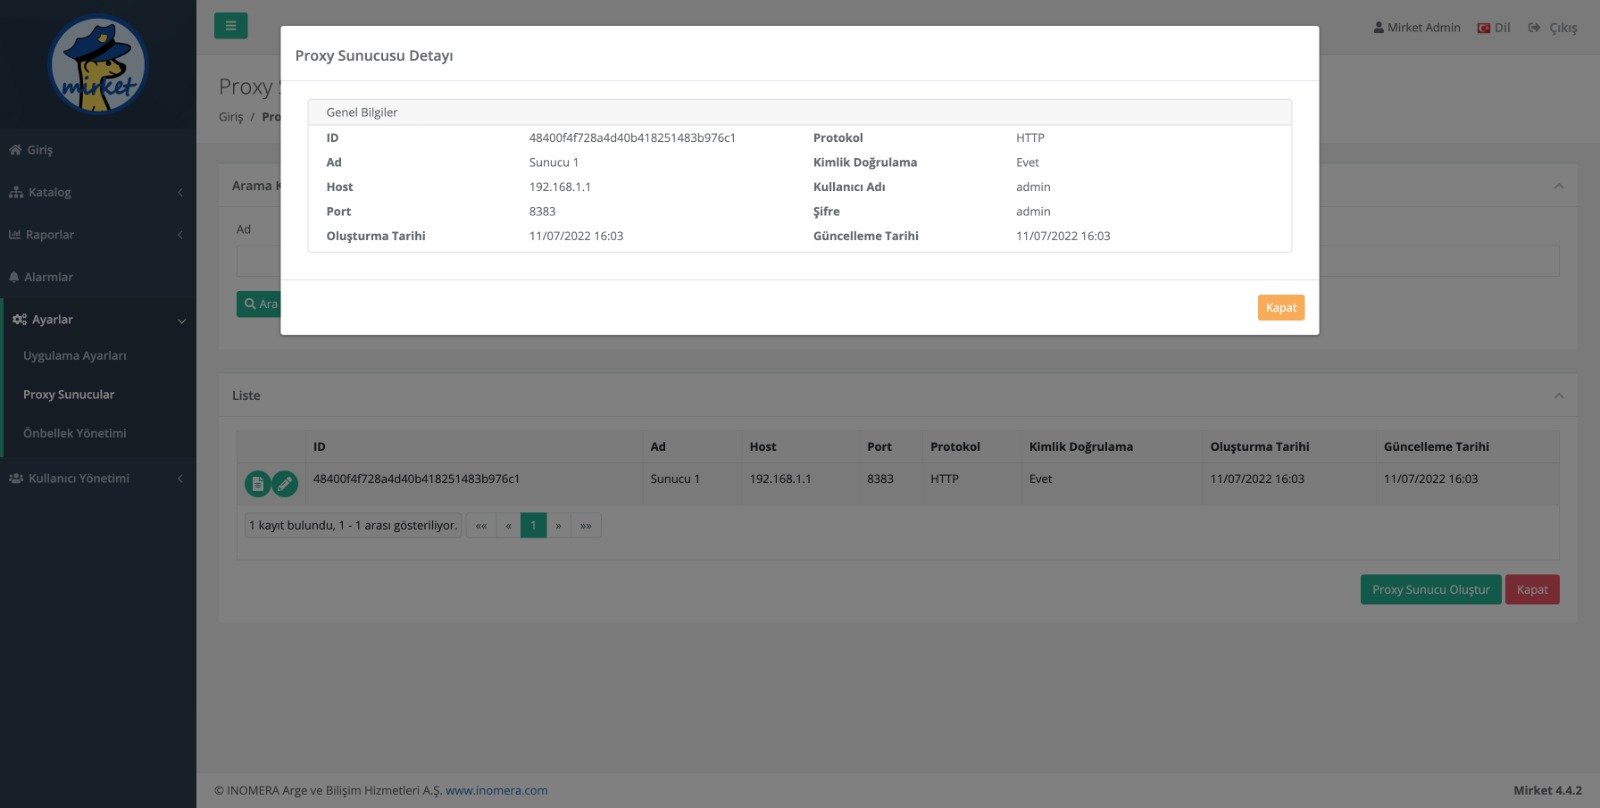 mirket
Giriş
Katalog
Raporlar
Alarmlar
Ayarlar
Uygulama Ayarları
Proxy Sunucular
Önbellek Yönetimi
Kullanıcı Yönetimi
Mirket Admin Dil Çıkış
Proxy
Giriş / Pro
Proxy Sunucusu Detayı
Genel Bilgiler
ID 48400f4f728a4d40b418251483b976c1 Protokol HTTP
Ad Sunucu 1 Kimlik Doğrulama Evet
Host 192.168.1.1 Kullanıcı Adı admin
Port 8383 Şifre admin
Oluşturma Tarihi 11/07/2022 16:03 Güncelleme Tarihi 11/07/2022 16:03
Kapat
Arama K
Ad
Ara
Liste
ID Ad Host Port Protokol Kimlik Doğrulama Oluşturma Tarihi Güncelleme Tarihi
48400f4f728a4d40b418251483b976c1 Sunucu 1 192.168.1.1 8383 HTTP Evet 11/07/2022 16:03 11/07/2022 16:03
1 kayıt bulundu, 1 - 1 arası gösteriliyor. «« « 1 » »»
Proxy Sunucu Oluştur Kapat
© INOMERA Arge ve Bilişim Hizmetleri A.Ş. www.inomera.com Mirket 4.4.2